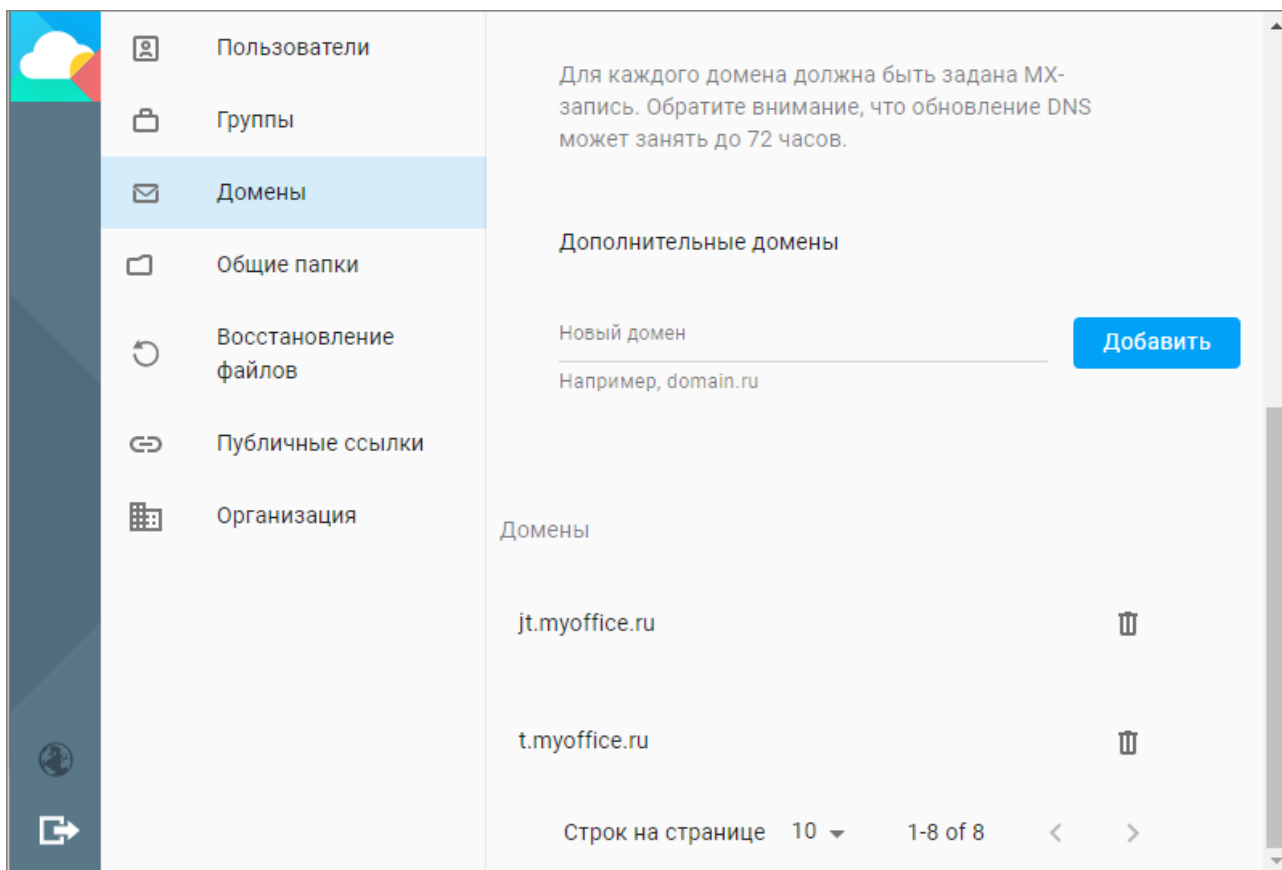 Пользователи
Группы
Домены
Общие папки
Восстановление
файлов
Публичные ссылки
Организация
Для каждого домена должна быть задана MX-
запись. Обратите внимание, что обновление DNS
может занять до 72 часов.
Дополнительные домены
Новый домен
Добавить
Например, domain.ru
Домены
jt.myoffice.ru
t.myoffice.ru
Строк на странице 10 1-8 of 8